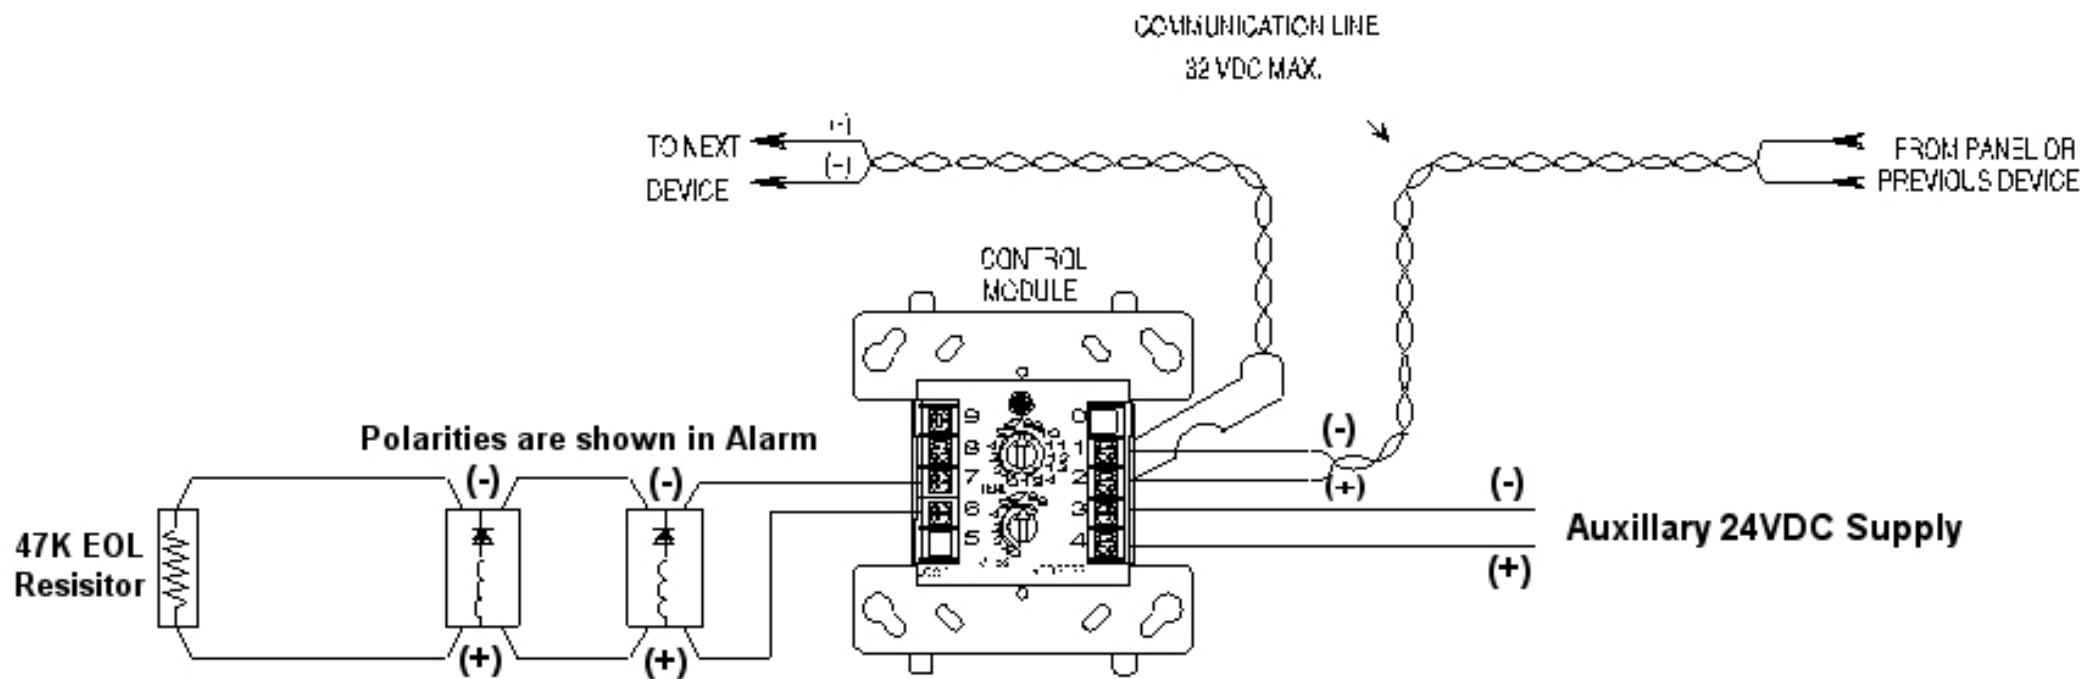 COMMUNICATION LINE
32 VDC MAX.
TO NEXT
DEVICE
(-)
FROM PANEL OR
PREVIOUS DEVICE
CONTROL
MODULE
Polarities are shown in Alarm
(-)
(-)
(-)
(+)
(-)
(+)
Auxillary 24VDC Supply
47K EOL
Resisitor
(+)
(+)
9
8
7
6
5
0
1
2
3
4